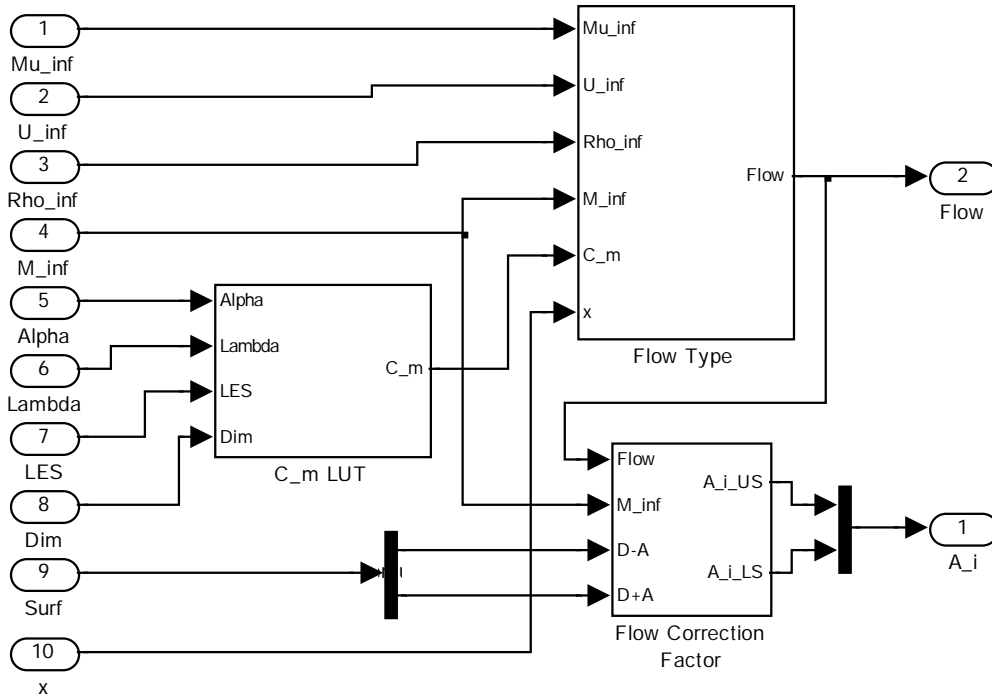 1
Mu_inf
2
U_inf
3
Rho_inf
4
M_inf
5
Alpha
6
Lambda
7
LES
8
Dim
9
Surf
10
x
Alpha
Lambda
LES
Dim
C_m
C_m LUT
Mu_inf
U_inf
Rho_inf
M_inf
C_m
x
Flow
Flow Type
Flow
M_inf
D-A
D+A
A_i_US
A_i_LS
Flow Correction
Factor
2
Flow
1
A_i